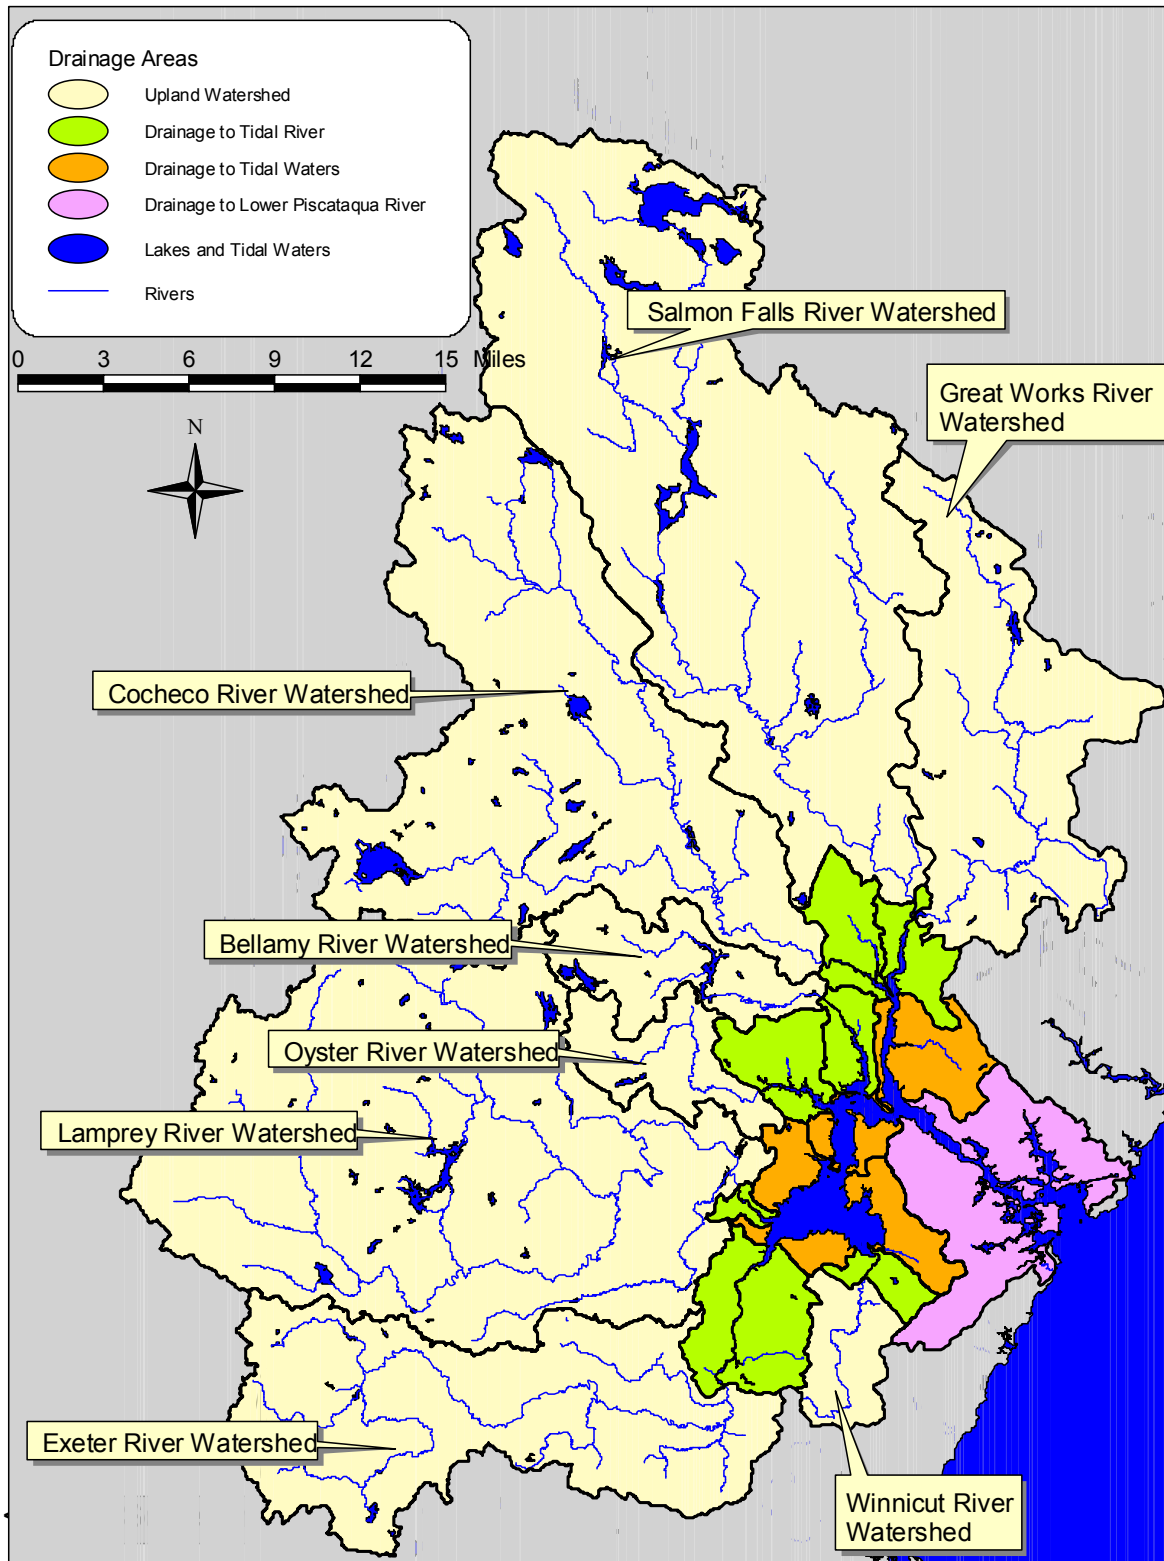 Drainage Areas
Upland Watershed
Drainage to Tidal River
Drainage to Tidal Waters
Drainage to Lower Piscataqua River
Lakes and Tidal Waters
Rivers
0 3 6 9 12 15 Miles
N
Salmon Falls River Watershed
Great Works River
Watershed
Cocheco River Watershed
Bellamy River Watershed
Oyster River Watershed
Lamprey River Watershed
Exeter River Watershed
Winnicut River
Watershed